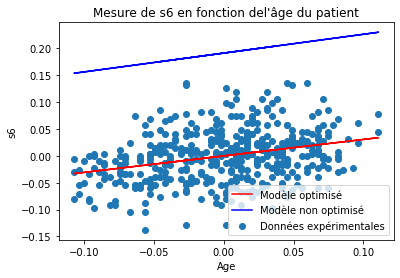 Mesure de s6 en fonction del'âge du patient
s6
0.20
0.15
0.10
0.05
0.00
−0.05
−0.10
−0.15
−0.10
−0.05
0.00
0.05
0.10
Age
Modèle optimisé
Modèle non optimisé
Données expérimentales